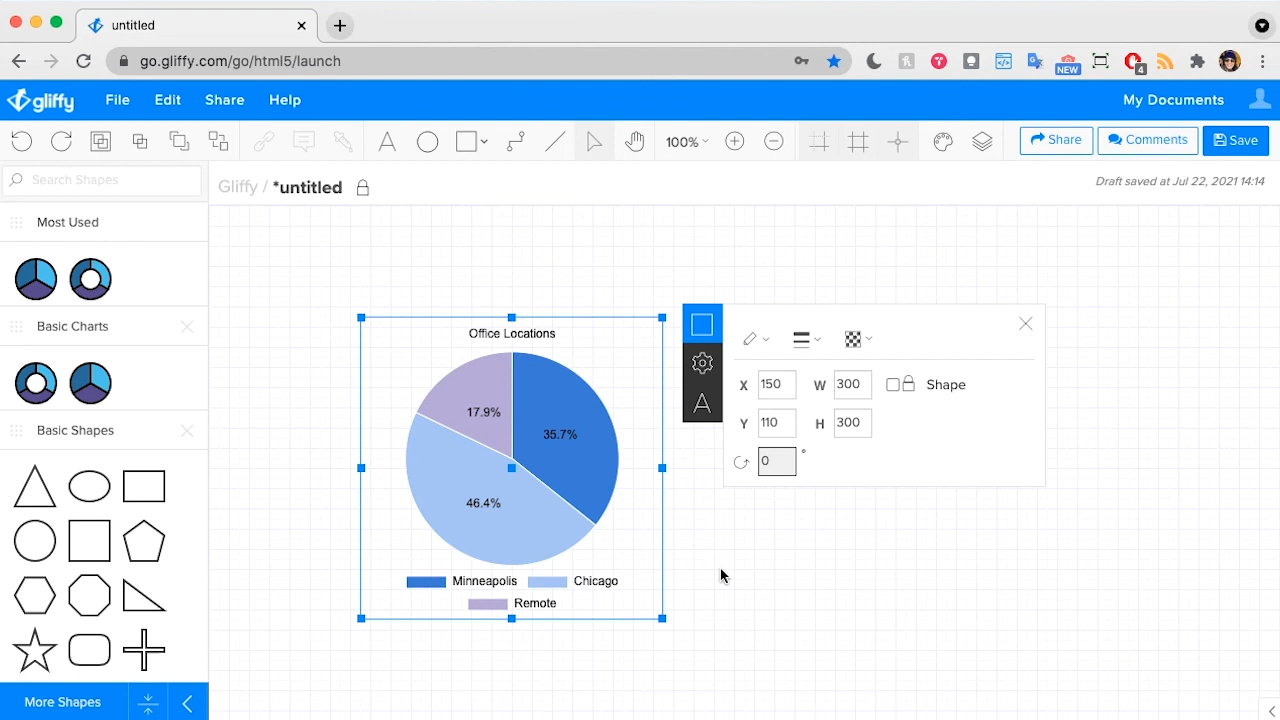 untitled
go.gliffy.com/go/html5/launch
NEW
4
gliffy
File
Edit
Share
Help
My Documents
A
100%
Share
Comments
Save
Search Shapes
Gliffy / *untitled
Draft saved at Jul 22, 2021 14:14
Most Used
Basic Charts
Basic Shapes
More Shapes
Office Locations
17.9%
35.7%
46.4%
Minneapolis
Chicago
Remote
A
X 150 W 300 Shape
Y 110 H 300
0 °